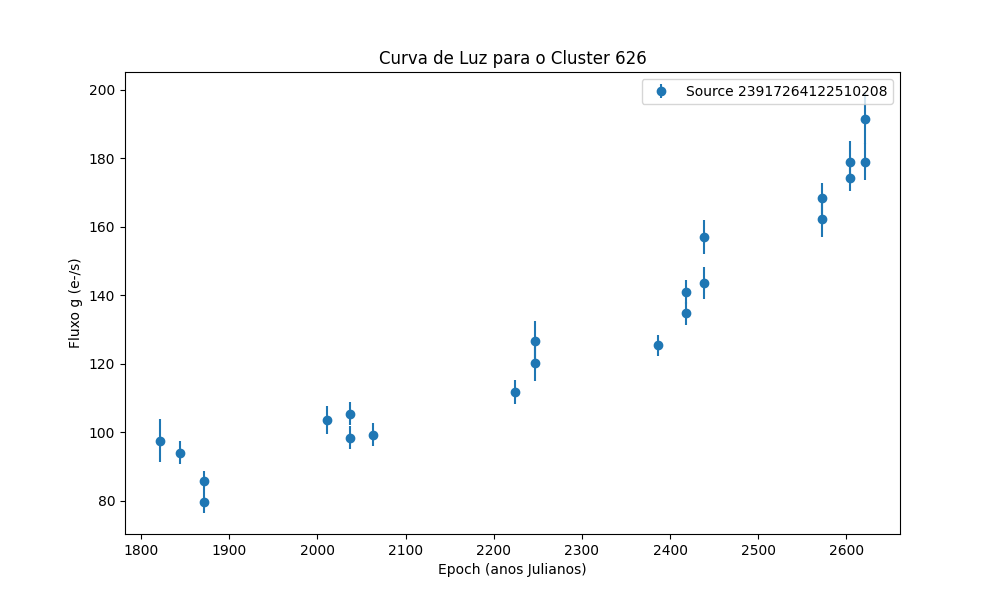 Curva de Luz para o Cluster 626
Source 23917264122510208
200
180
160
140
120
100
80
Fluxo g (e-/s)
1800 1900 2000 2100 2200 2300 2400 2500 2600
Epoch (anos Julianos)